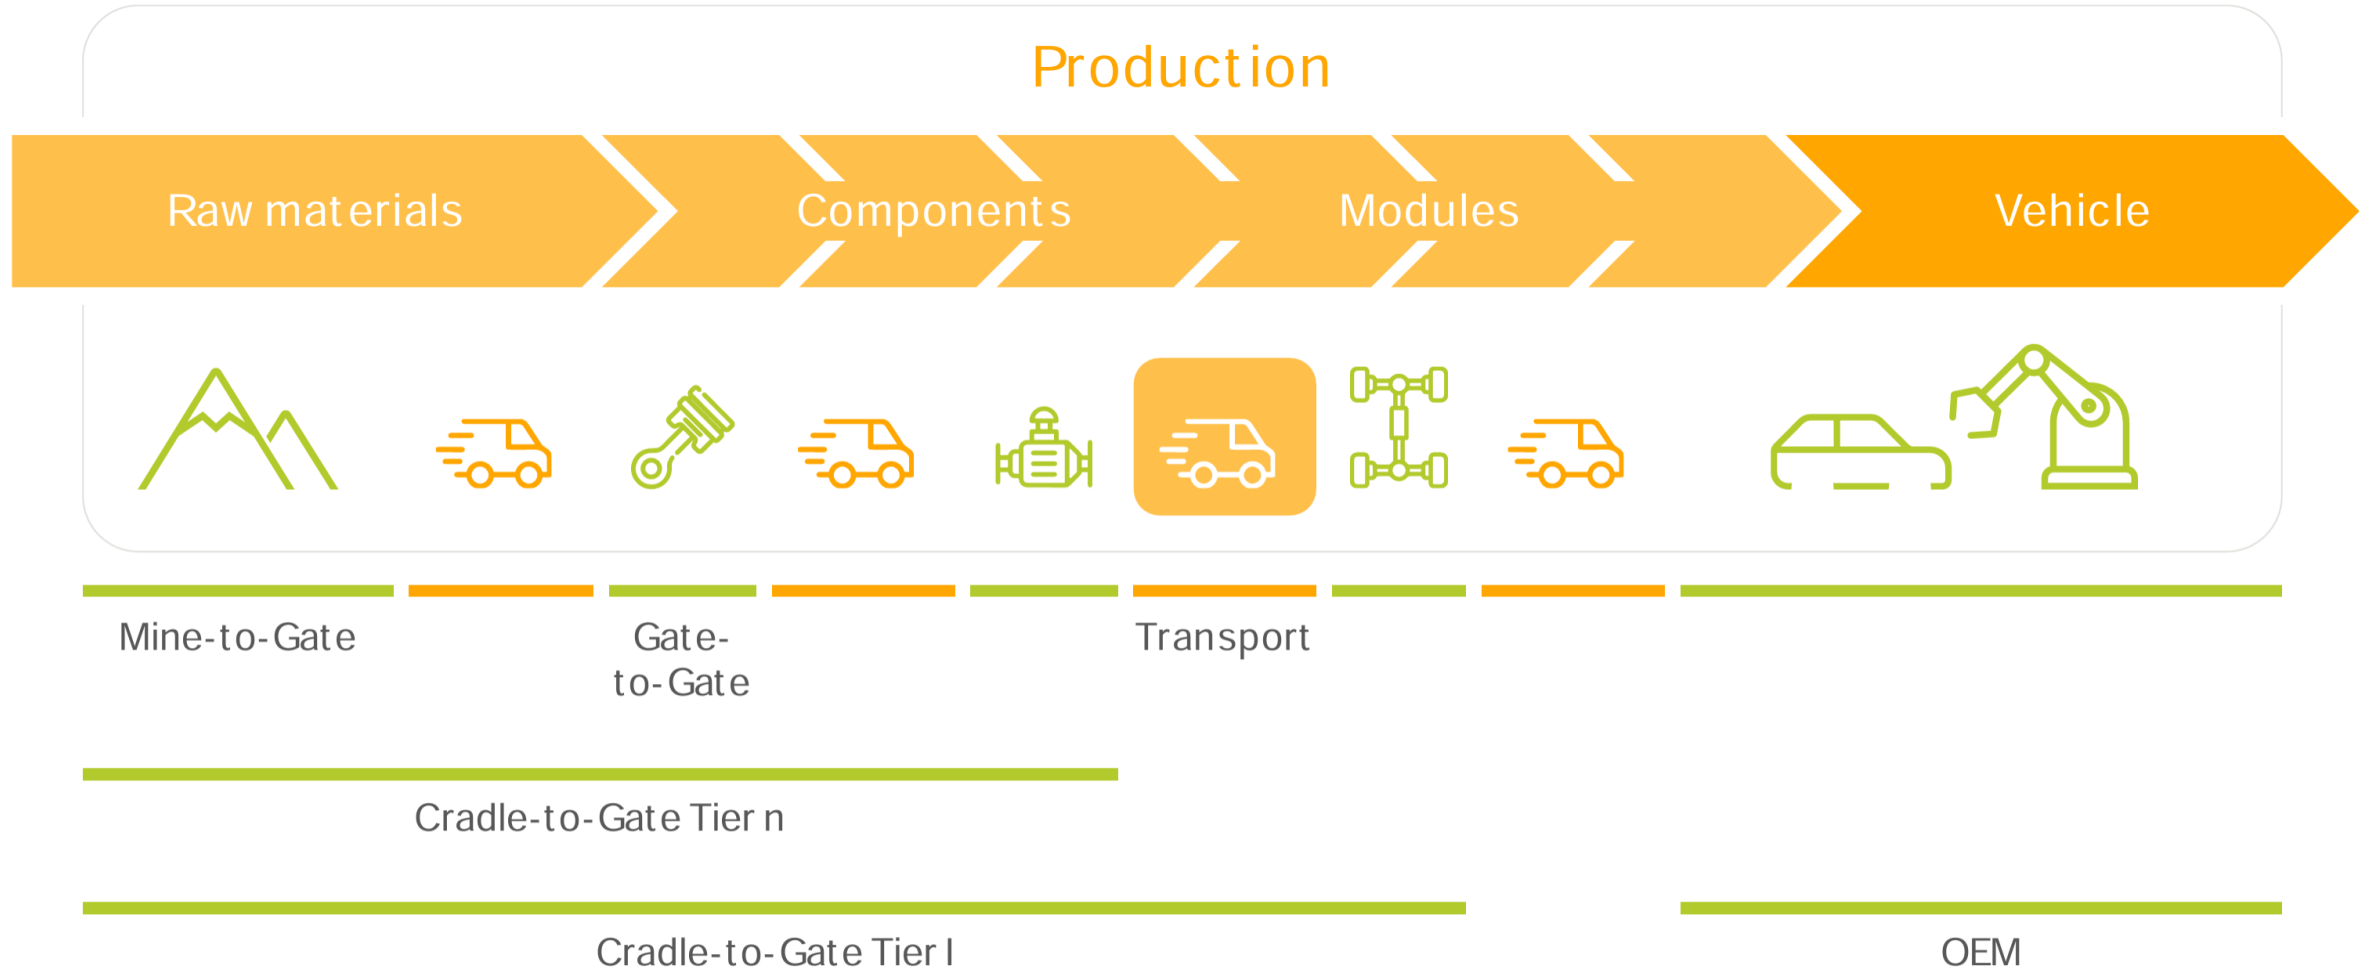 Production
Raw materials
Components
Modules
Vehicle
Mine-to-Gate
Gate-
to-Gate
Transport
Cradle-to-Gate Tier n
Cradle-to-Gate Tier I
OEM